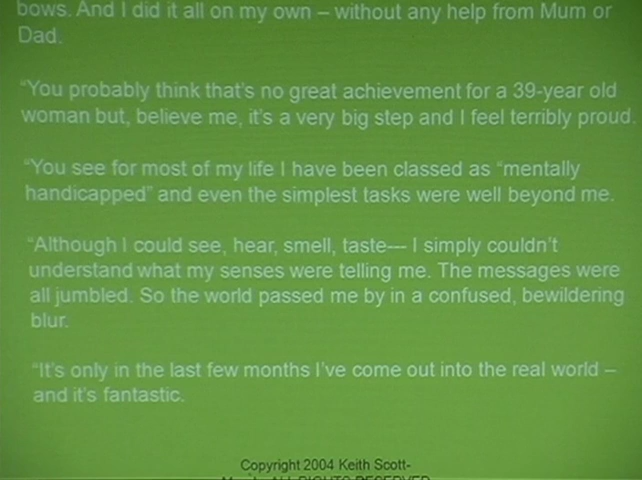 bows. And I did it all on my own – without any help from Mum or
Dad.
“You probably think that’s no great achievement for a 39-year old
woman but, believe me, it’s a very big step and I feel terribly proud.
“You see for most of my life I have been classed as “mentally
handicapped” and even the simplest tasks were well beyond me.
“Although I could see, hear, smell, taste--- I simply couldn’t
understand what my senses were telling me. The messages were
all jumbled. So the world passed me by in a confused, bewildering
blur.
“It’s only in the last few months I’ve come out into the real world –
and it’s fantastic.
Copyright 2004 Keith Scott-
ALL RIGHTS RESERVED